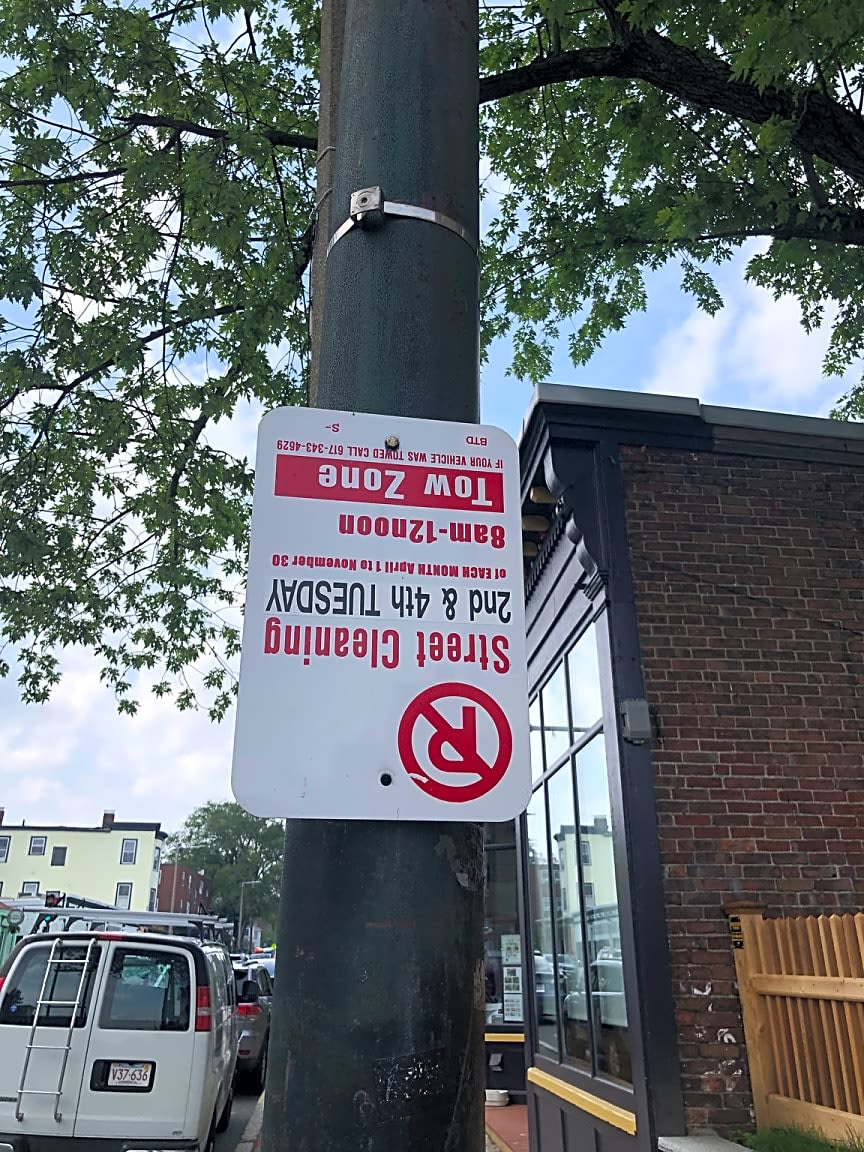 Street Cleaning
2nd & 4th TUESDAY
of EACH MONTH April 1 to November 30
8am-12noon
TOW ZONE
IF YOUR VEHICLE WAS TOWED CALL 617-343-4629
BTD S-
V37·636